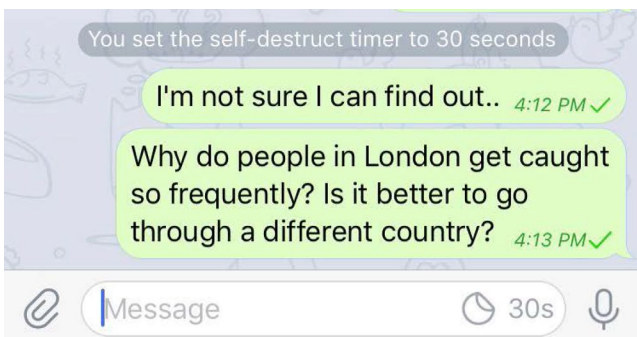 You set the self-destruct timer to 30 seconds
I'm not sure I can find out.. 4:12 PM
Why do people in London get caught
so frequently? Is it better to go
through a different country? 4:13 PM
Message 30s